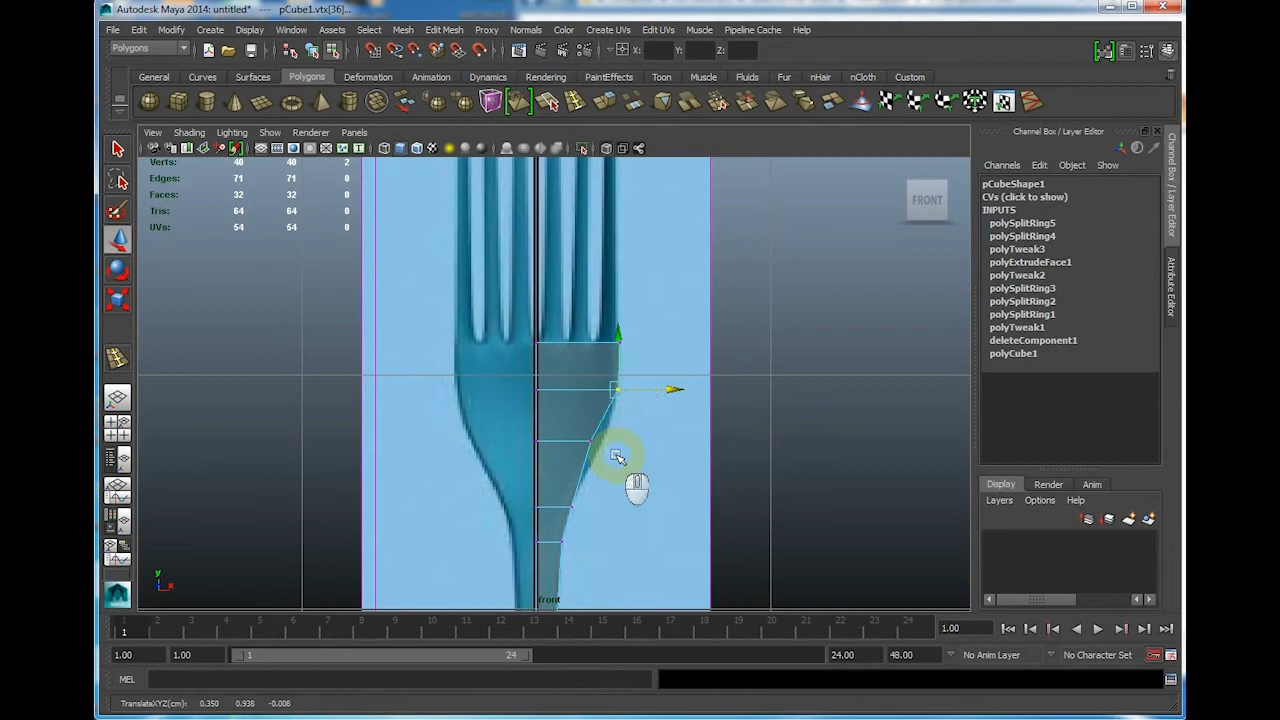 Autodesk Maya 2014: untitled* --- pCube1.vtx[36]...
File Edit Modify Create Display Window Assets Select Mesh Edit Mesh Proxy Normals Color Create UVs Edit UVs Muscle Pipeline Cache Help
Polygons X: Y: Z:
General Curves Surfaces Polygons Deformation Animation Dynamics Rendering PaintEffects Toon Muscle Fluids Fur nHair nCloth Custom
View Shading Lighting Show Renderer Panels
Verts: 40 40 2
Edges: 71 71 0
Faces: 32 32 0
Tris: 64 64 0
UVs: 54 54 0
FRONT
y
x
front
Channel Box / Layer Editor
Channels Edit Object Show
pCubeShape1
CVs (click to show)
INPUTS
polySplitRing5
polySplitRing4
polyTweak3
polyExtrudeFace1
polyTweak2
polySplitRing3
polySplitRing2
polySplitRing1
polyTweak1
deleteComponent1
polyCube1
Channel Box / Layer Editor
Attribute Editor
Display Render Anim
Layers Options Help
1 2 3 4 5 6 7 8 9 10 11 12 13 14 15 16 17 18 19 20 21 22 23 24
1
1.00
1.00 1.00 1 24 24.00 48.00 No Anim Layer No Character Set
MEL
TranslateXYZ(cm): 0.350 0.938 -0.008